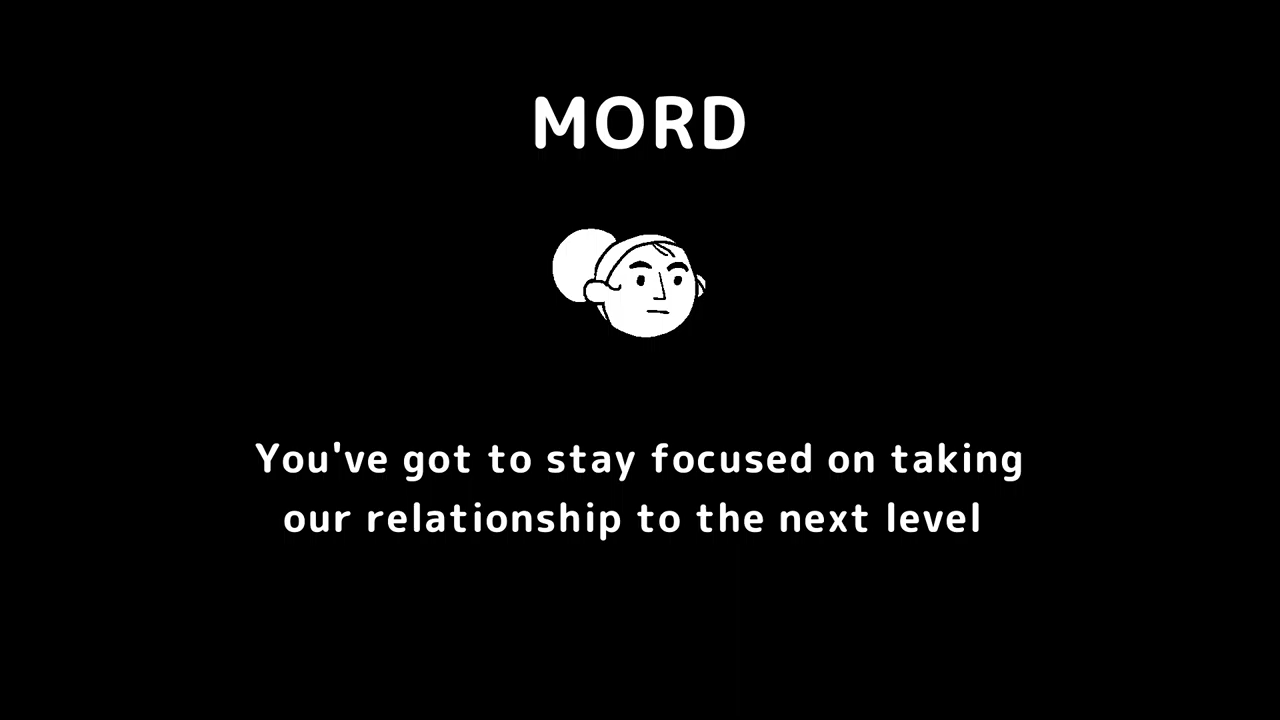 MORD
You've got to stay focused on taking
our relationship to the next level